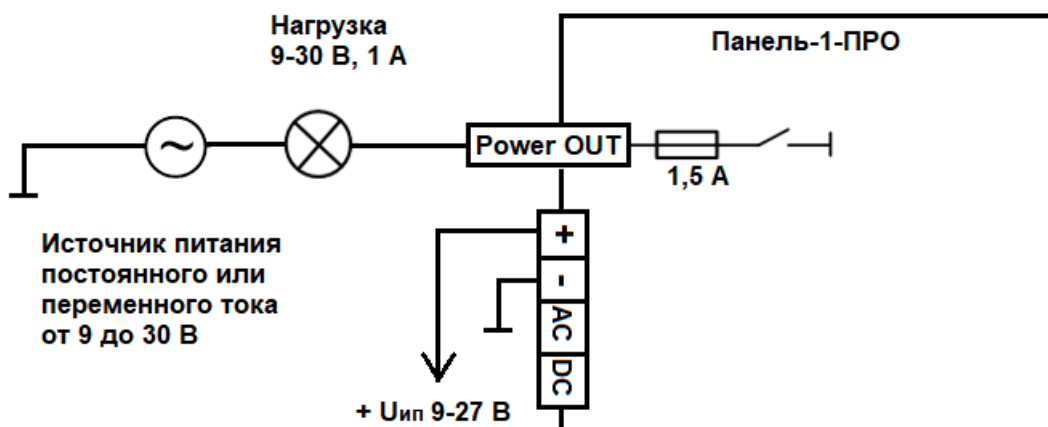 Нагрузка
9-30 В, 1 А
Панель-1-ПРО
~
Power OUT
1,5 А
Источник питания
постоянного или
переменного тока
от 9 до 30 В
+
-
AC
DC
+ Uип 9-27 В